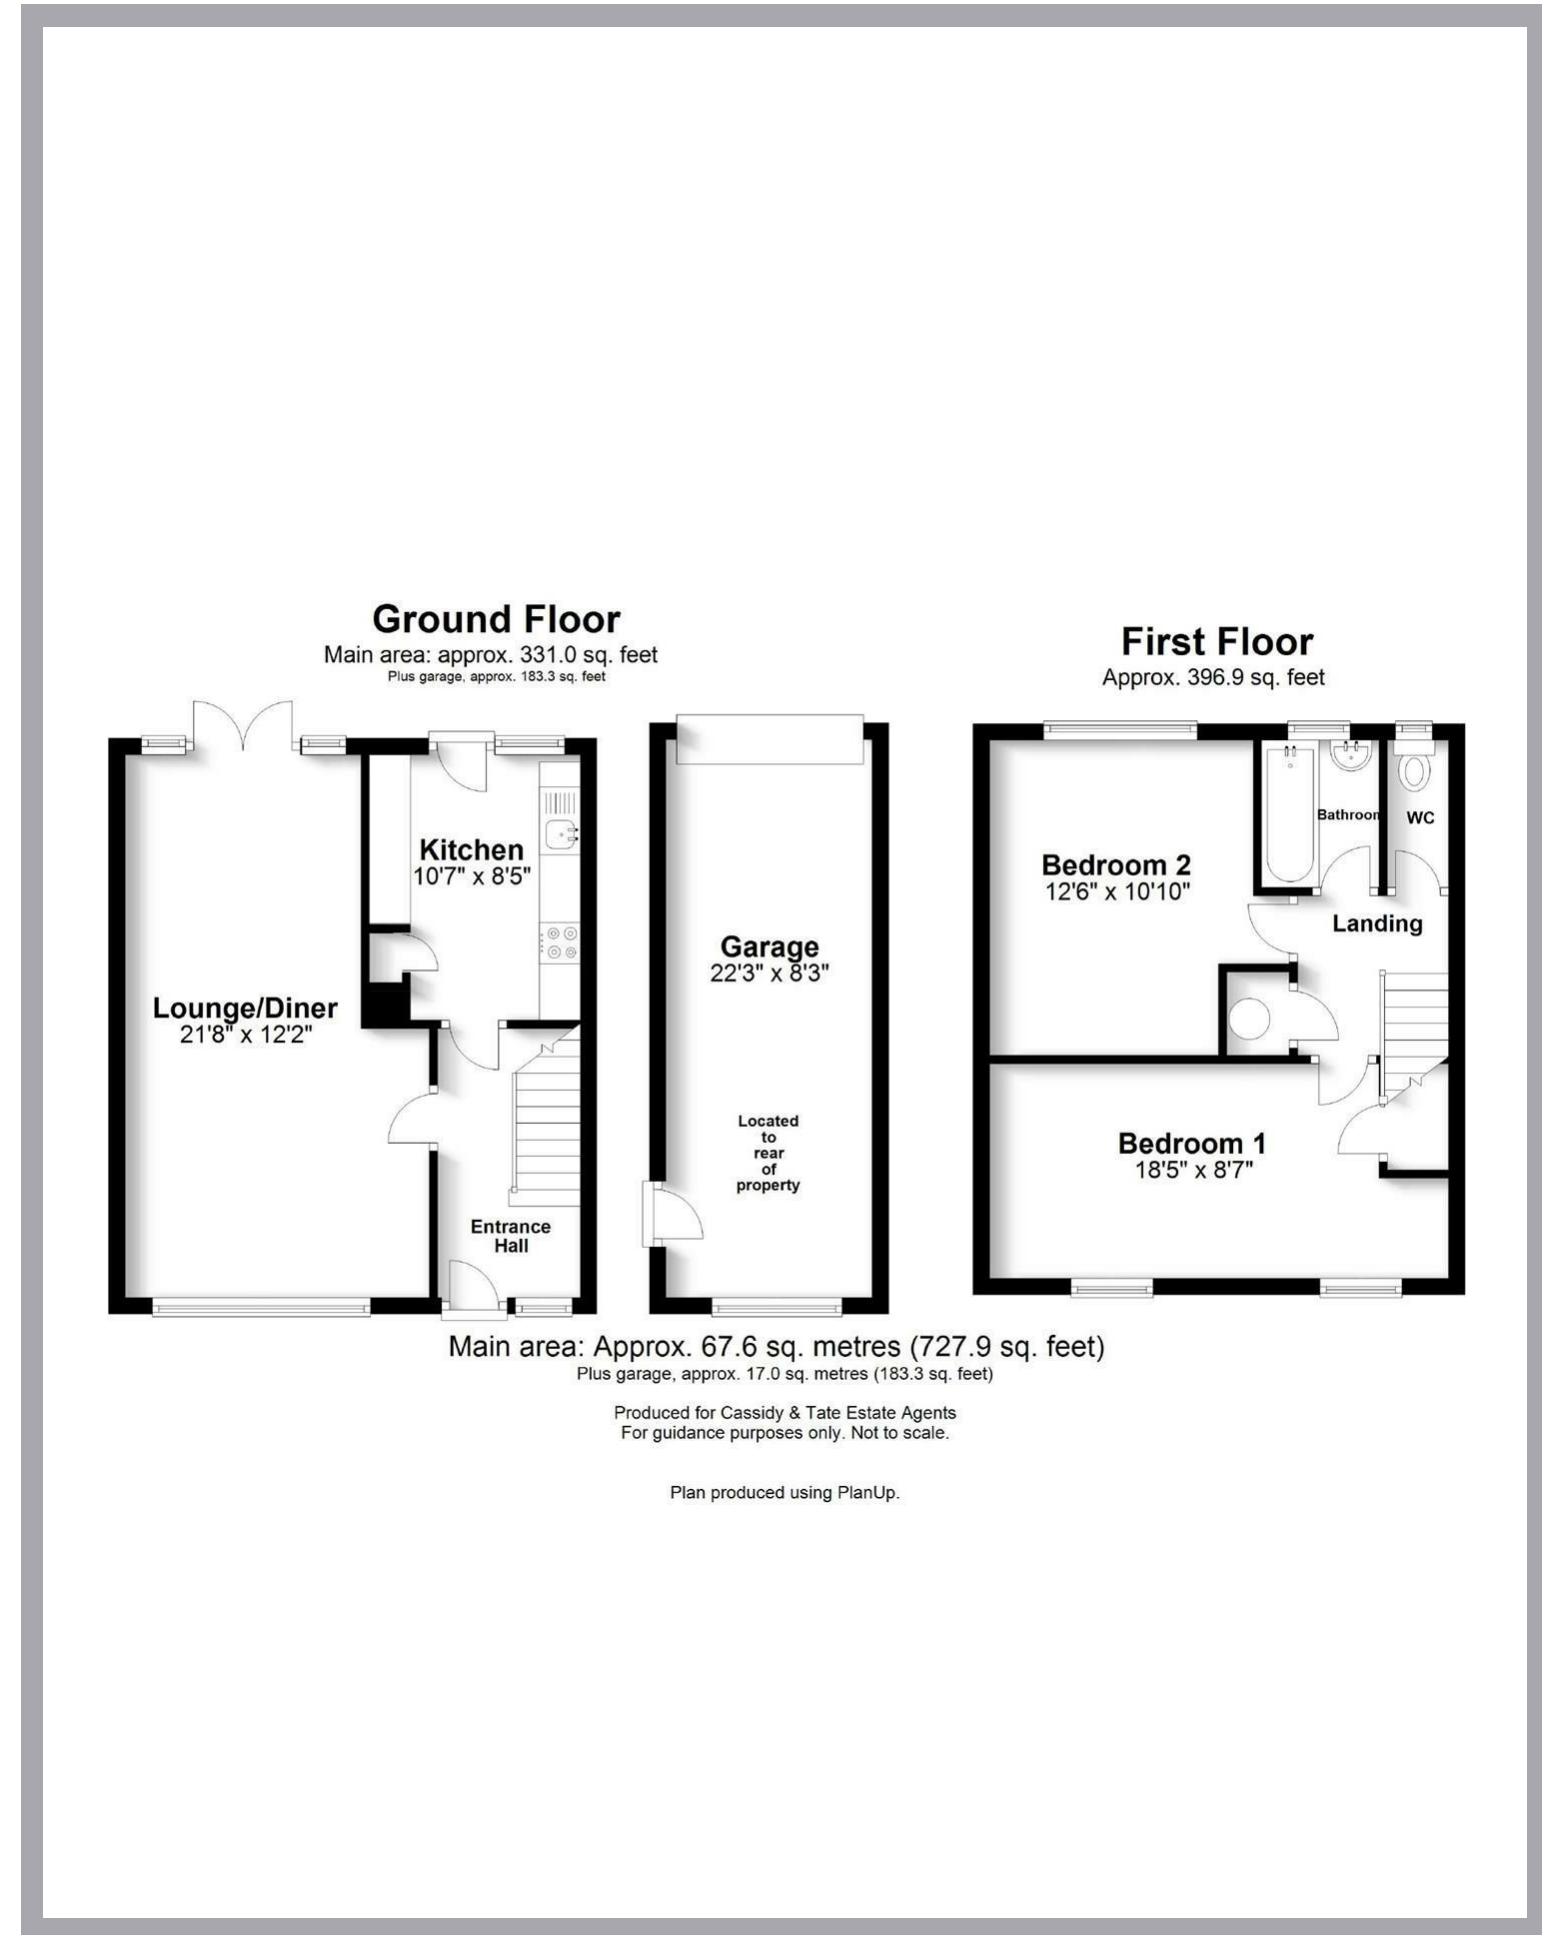 Ground Floor
Main area: approx. 331.0 sq. feet
Plus garage, approx. 183.3 sq. feet
First Floor
Approx. 396.9 sq. feet
Kitchen
10'7" x 8'5"
Lounge/Diner
21'8" x 12'2"
Entrance
Hall
Garage
22'3" x 8'3"
Located
to
rear
of
property
Bathroom
WC
Bedroom 2
12'6" x 10'10"
Landing
Bedroom 1
18'5" x 8'7"
Main area: Approx. 67.6 sq. metres (727.9 sq. feet)
Plus garage, approx. 17.0 sq. metres (183.3 sq. feet)
Produced for Cassidy & Tate Estate Agents
For guidance purposes only. Not to scale.
Plan produced using PlanUp.